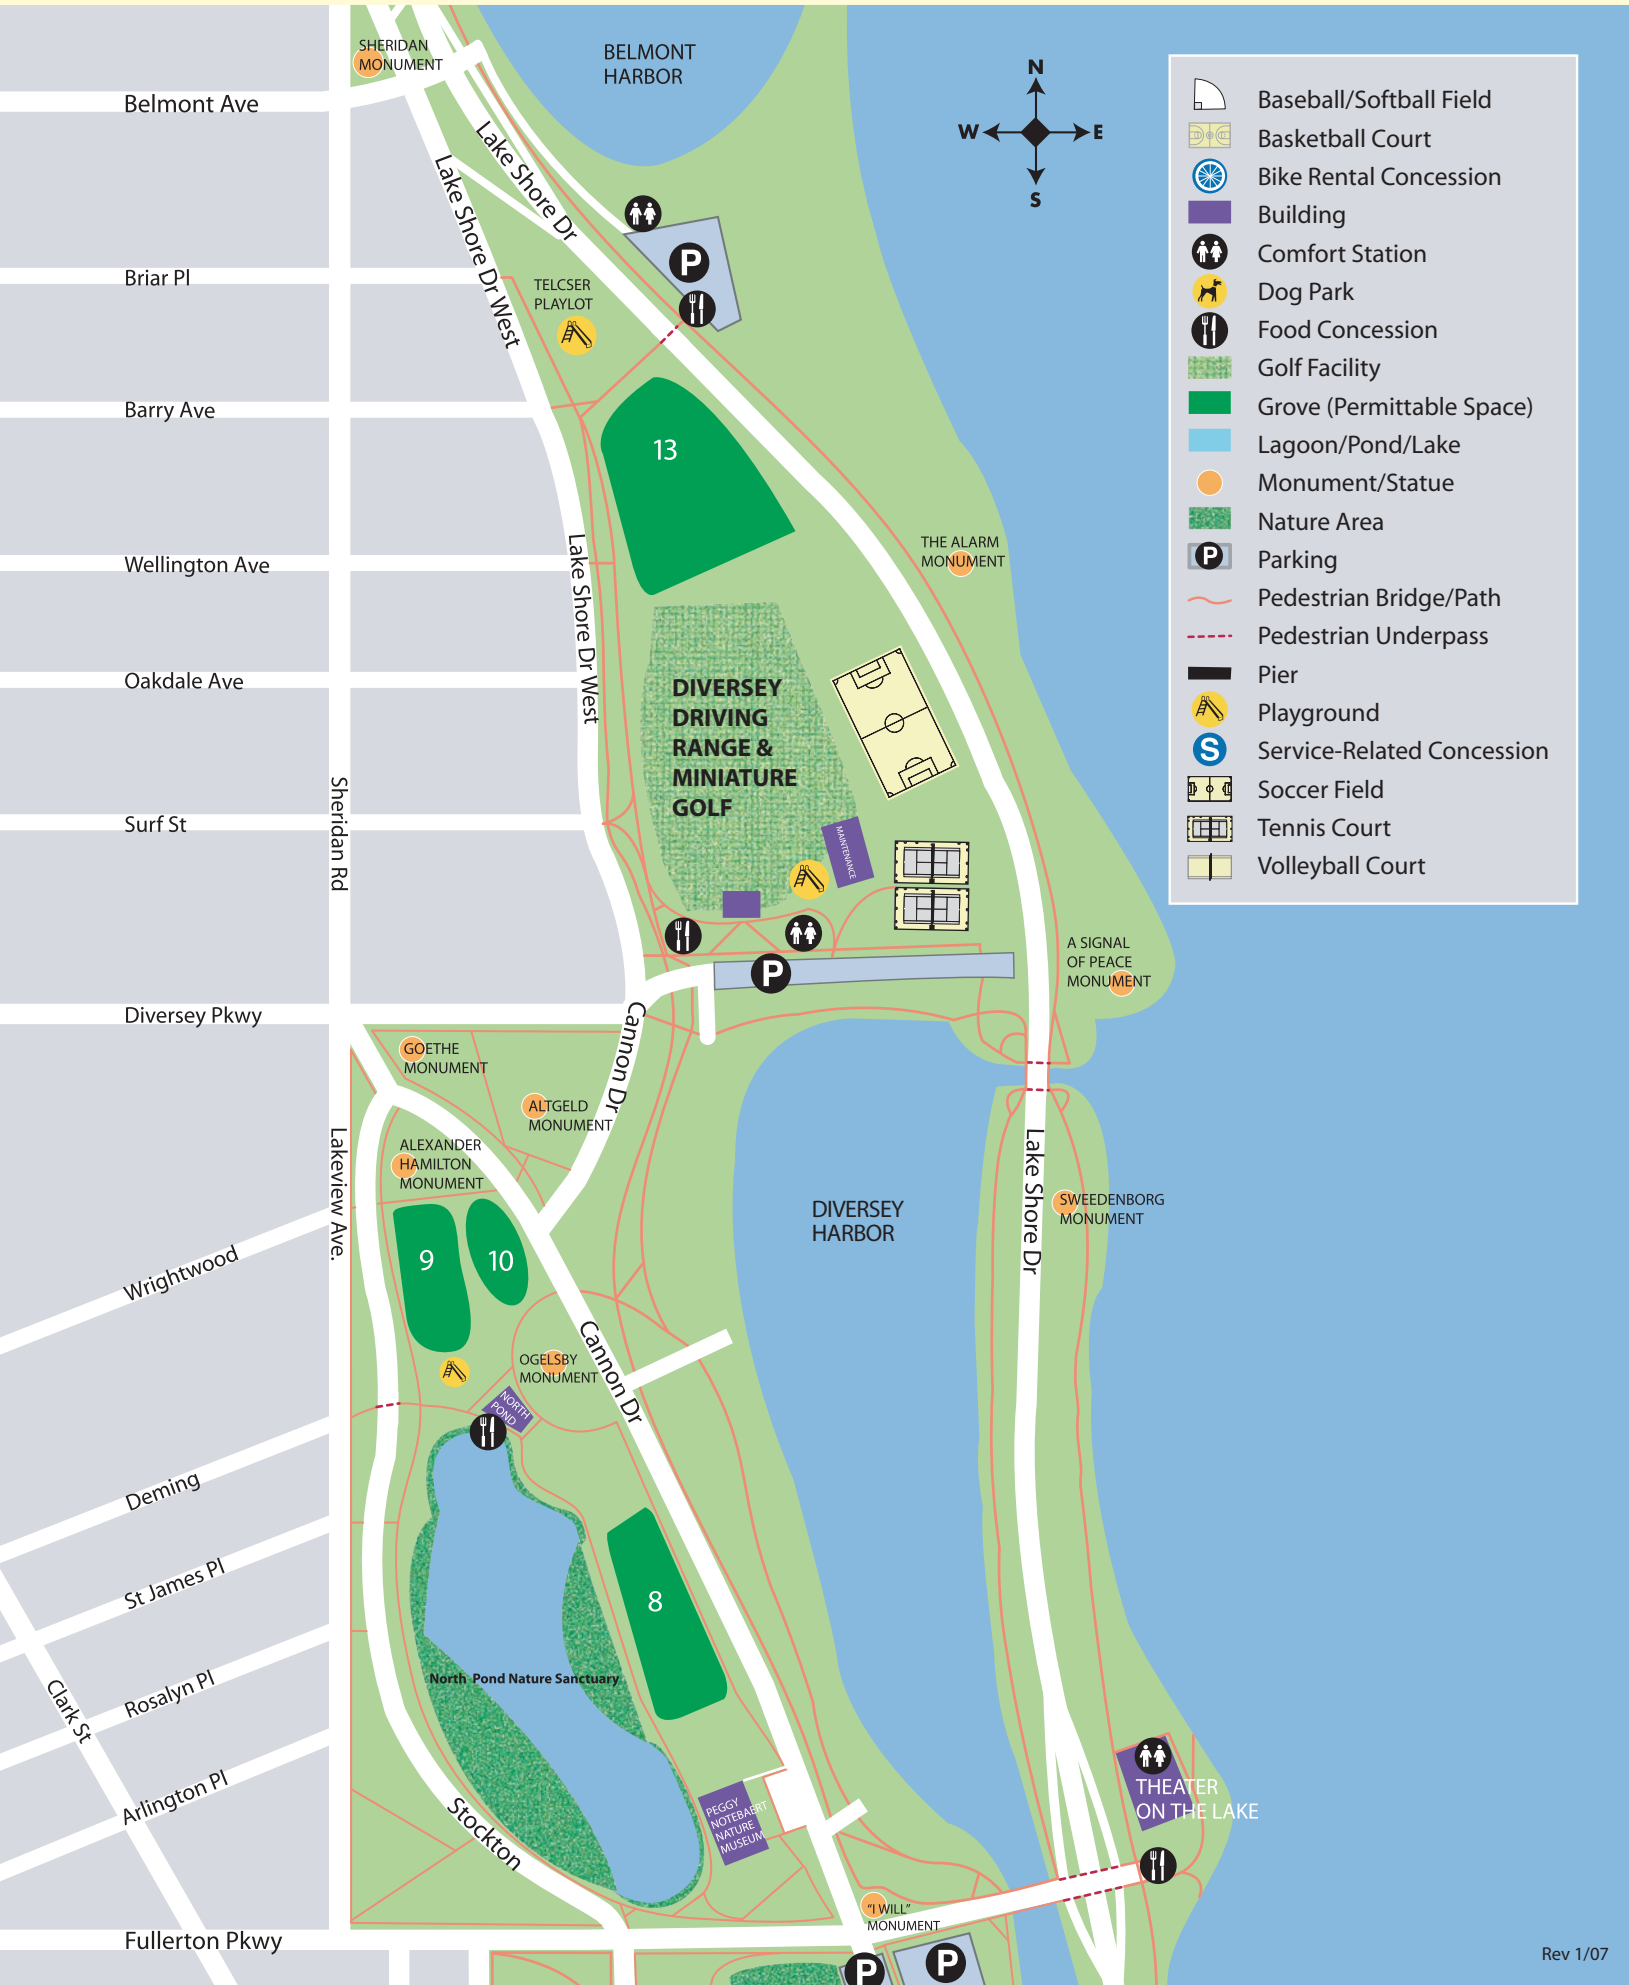 SHERIDAN
MONUMENT
BELMONT
HARBOR
Belmont Ave
Lake Shore Dr
Lake Shore Dr West
N
W
E
S
P
Briar Pl
TELCSER
PLAYLOT
Barry Ave
13
Wellington Ave
THE ALARM
MONUMENT
Lake Shore Dr West
Oakdale Ave
DIVERSEY
DRIVING
RANGE &
MINIATURE
GOLF
Sheridan Rd
Surf St
MAINTENANCE
A SIGNAL
OF PEACE
MONUMENT
P
Diversey Pkwy
Cannon Dr
GOETHE
MONUMENT
ALTGELD
MONUMENT
ALEXANDER
HAMILTON
MONUMENT
Lakeview Ave.
Lake Shore Dr
DIVERSEY
HARBOR
SWEEDENBORG
MONUMENT
Wrightwood
9
10
Cannon Dr
OGELSBY
MONUMENT
NORTH
POND
Deming
St James Pl
8
North Pond Nature Sanctuary
Rosalyn Pl
Clark St
Arlington Pl
Stockton
PEGGY
NOTEBAERT
NATURE
MUSEUM
THEATER
ON THE LAKE
"I WILL"
MONUMENT
Fullerton Pkwy
P
P
Baseball/Softball Field
Basketball Court
Bike Rental Concession
Building
Comfort Station
Dog Park
Food Concession
Golf Facility
Grove (Permittable Space)
Lagoon/Pond/Lake
Monument/Statue
Nature Area
P Parking
Pedestrian Bridge/Path
Pedestrian Underpass
Pier
Playground
S Service-Related Concession
Soccer Field
Tennis Court
Volleyball Court
Rev 1/07